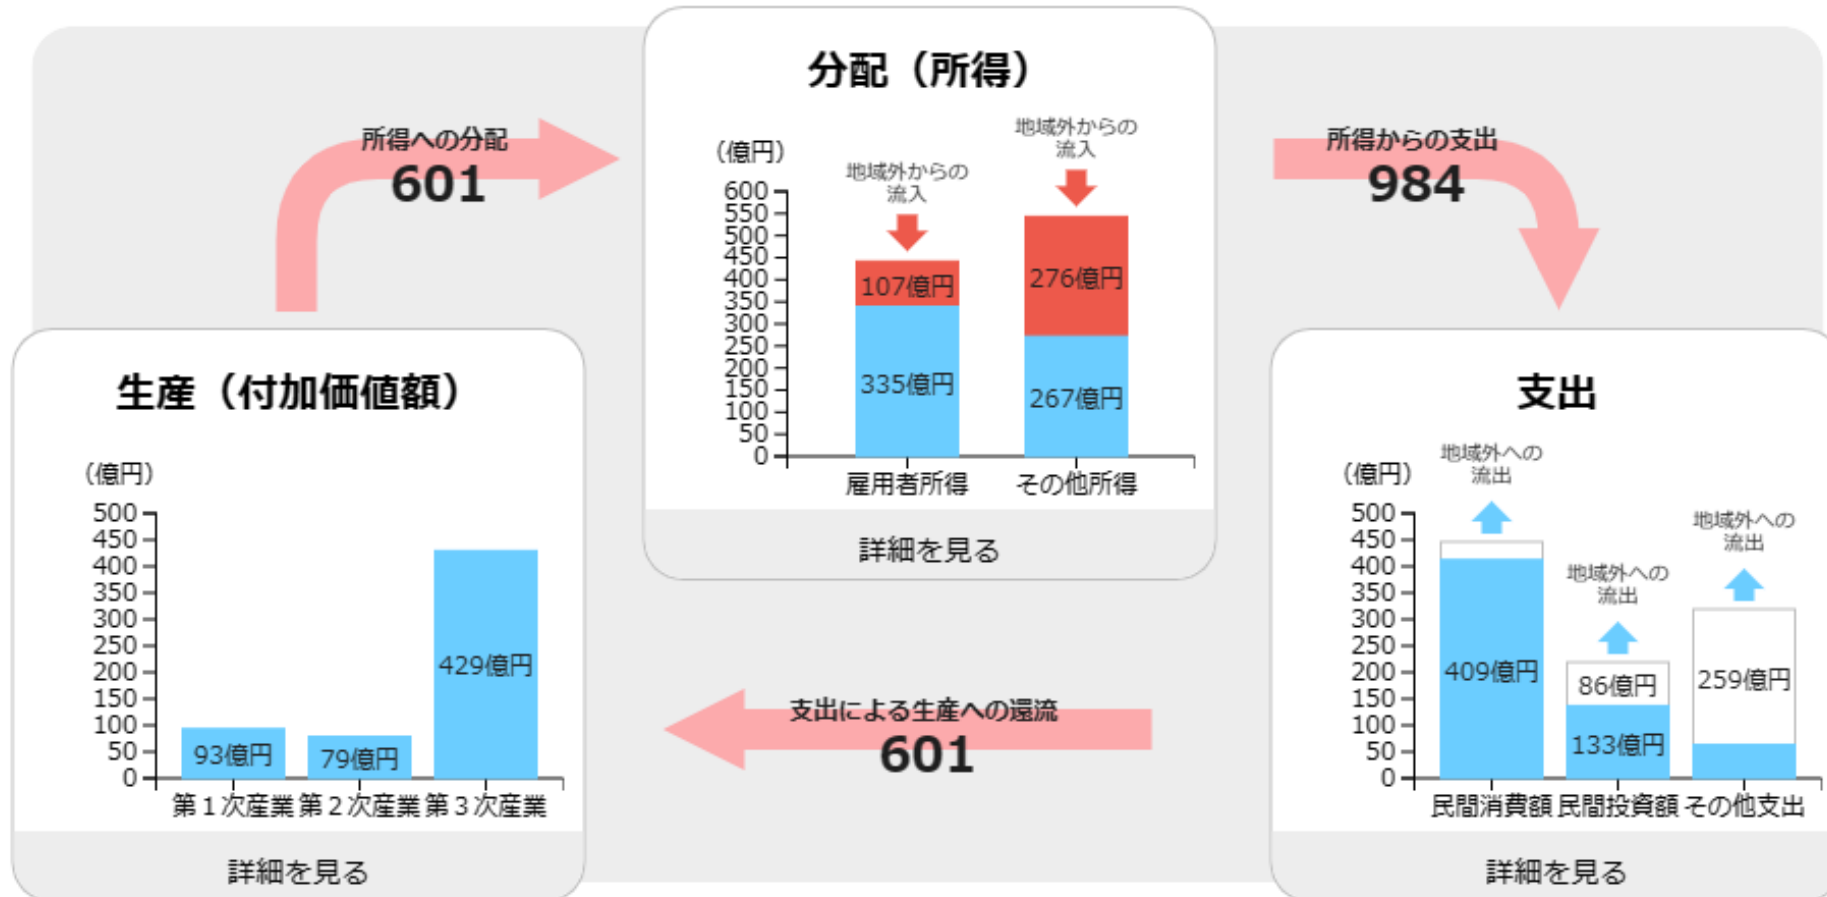 分配（所得）
所得への分配
601
（億円）
地域外からの
流入
地域外からの
流入
600
550
500
450
400
350
300
250
200
150
100
50
0
107億円
335億円
276億円
267億円
雇用者所得
その他所得
詳細を見る
所得からの支出
984
生産（付加価値額）
（億円）
500
450
400
350
300
250
200
150
100
50
0
93億円
79億円
429億円
第１次産業
第２次産業
第３次産業
詳細を見る
支出による生産への還流
601
支出
（億円）
地域外への
流出
地域外への
流出
地域外への
流出
500
450
400
350
300
250
200
150
100
50
0
409億円
86億円
133億円
259億円
民間消費額
民間投資額
その他支出
詳細を見る